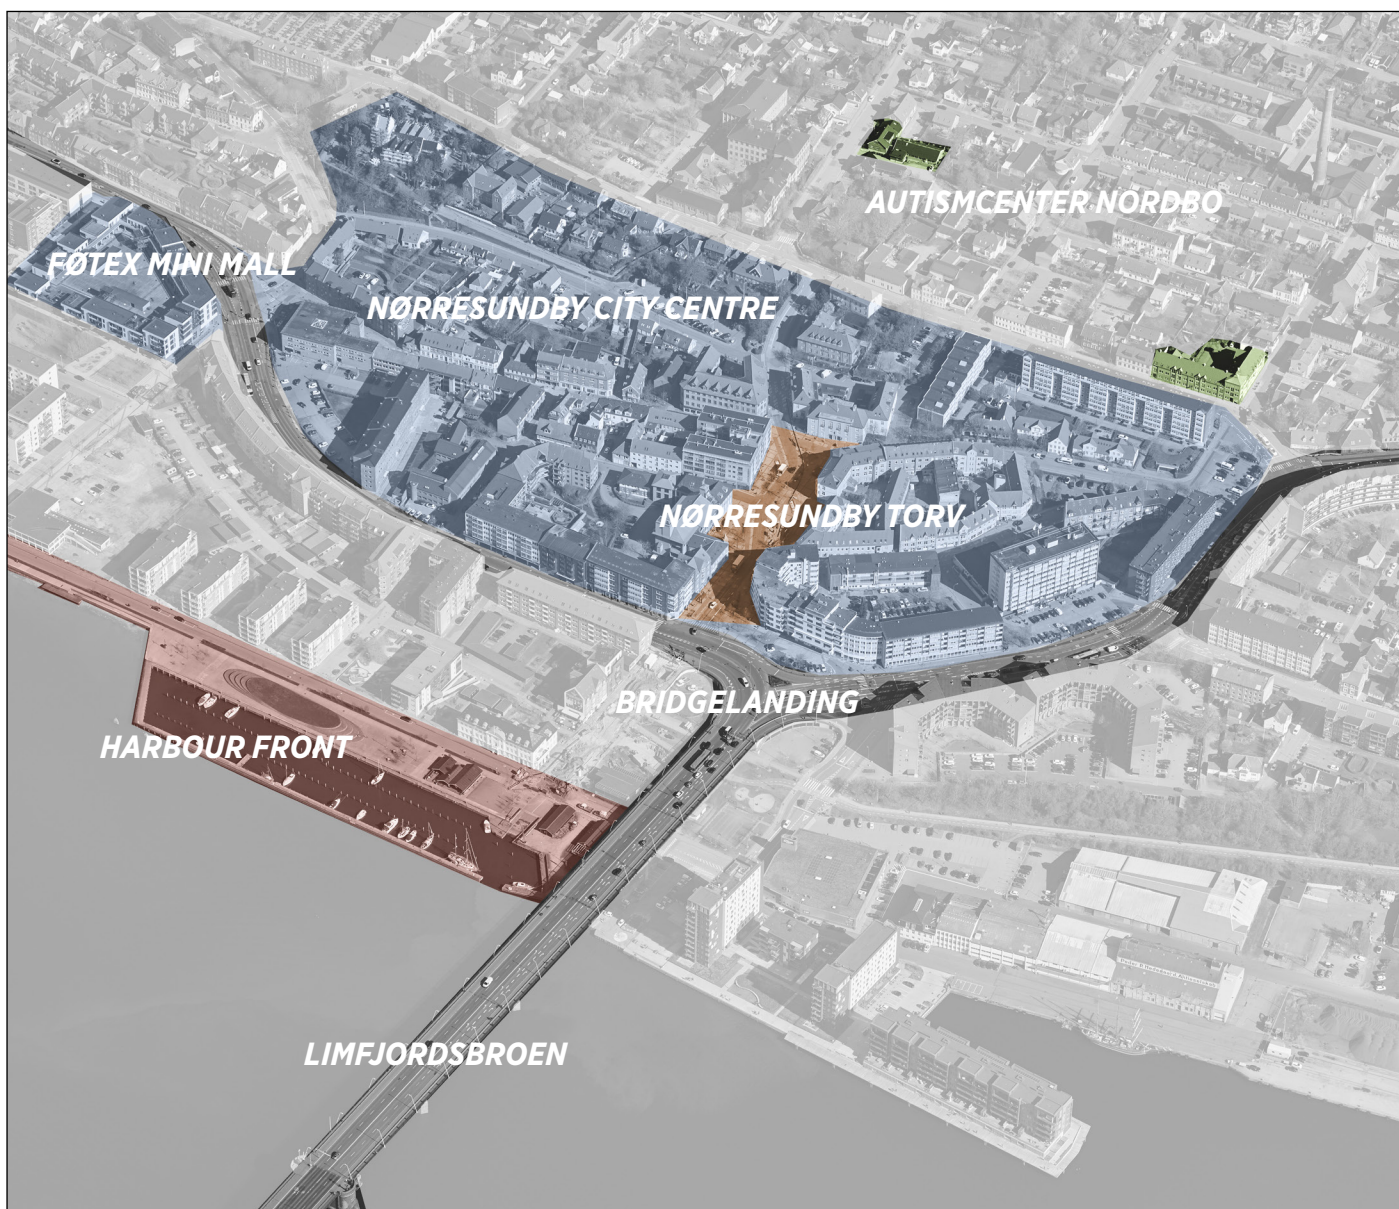 AUTISMCENTER NORDBO
FØTEX MINI MALL
NØRRESUNDBY CITY CENTRE
NØRRESUNDBY TORV
BRIDGELANDING
HARBOUR FRONT
LIMFJORDSBROEN